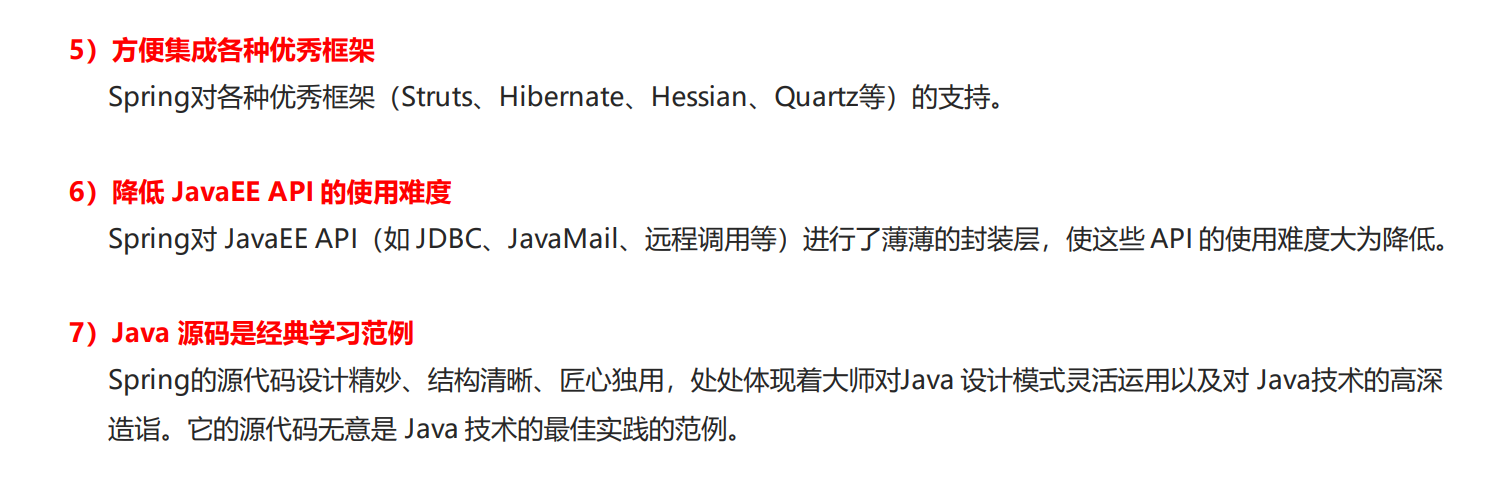 5）方便集成各种优秀框架
Spring对各种优秀框架（Struts、Hibernate、Hessian、Quartz等）的支持。
6）降低 JavaEE API 的使用难度
Spring对 JavaEE API（如 JDBC、JavaMail、远程调用等）进行了薄薄的封装层，使这些 API 的使用难度大为降低。
7）Java 源码是经典学习范例
Spring的源代码设计精妙、结构清晰、匠心独用，处处体现着大师对Java 设计模式灵活运用以及对 Java技术的高深
造诣。它的源代码无意是 Java 技术的最佳实践的范例。